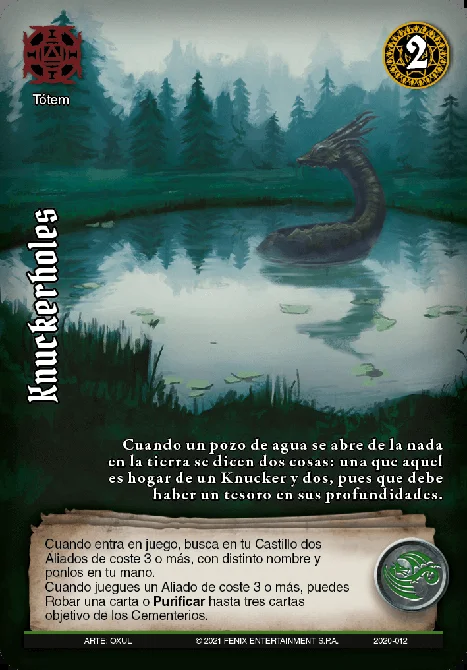 2
Tótem
Knuckerholes
Cuando un pozo de agua se abre de la nada
en la tierra se dicen dos cosas: una que aquel
es hogar de un Knucker y dos, pues que debe
haber un tesoro en sus profundidades.
Cuando entra en juego, busca en tu Castillo dos
Aliados de coste 3 o más, con distinto nombre y
ponlos en tu mano.
Cuando juegues un Aliado de coste 3 o más, puedes
Robar una carta o Purificar hasta tres cartas
objetivo de los Cementerios.
ARTE: OXUL © 2021 FENIX ENTERTAINMENT S.P.A. 2020-012